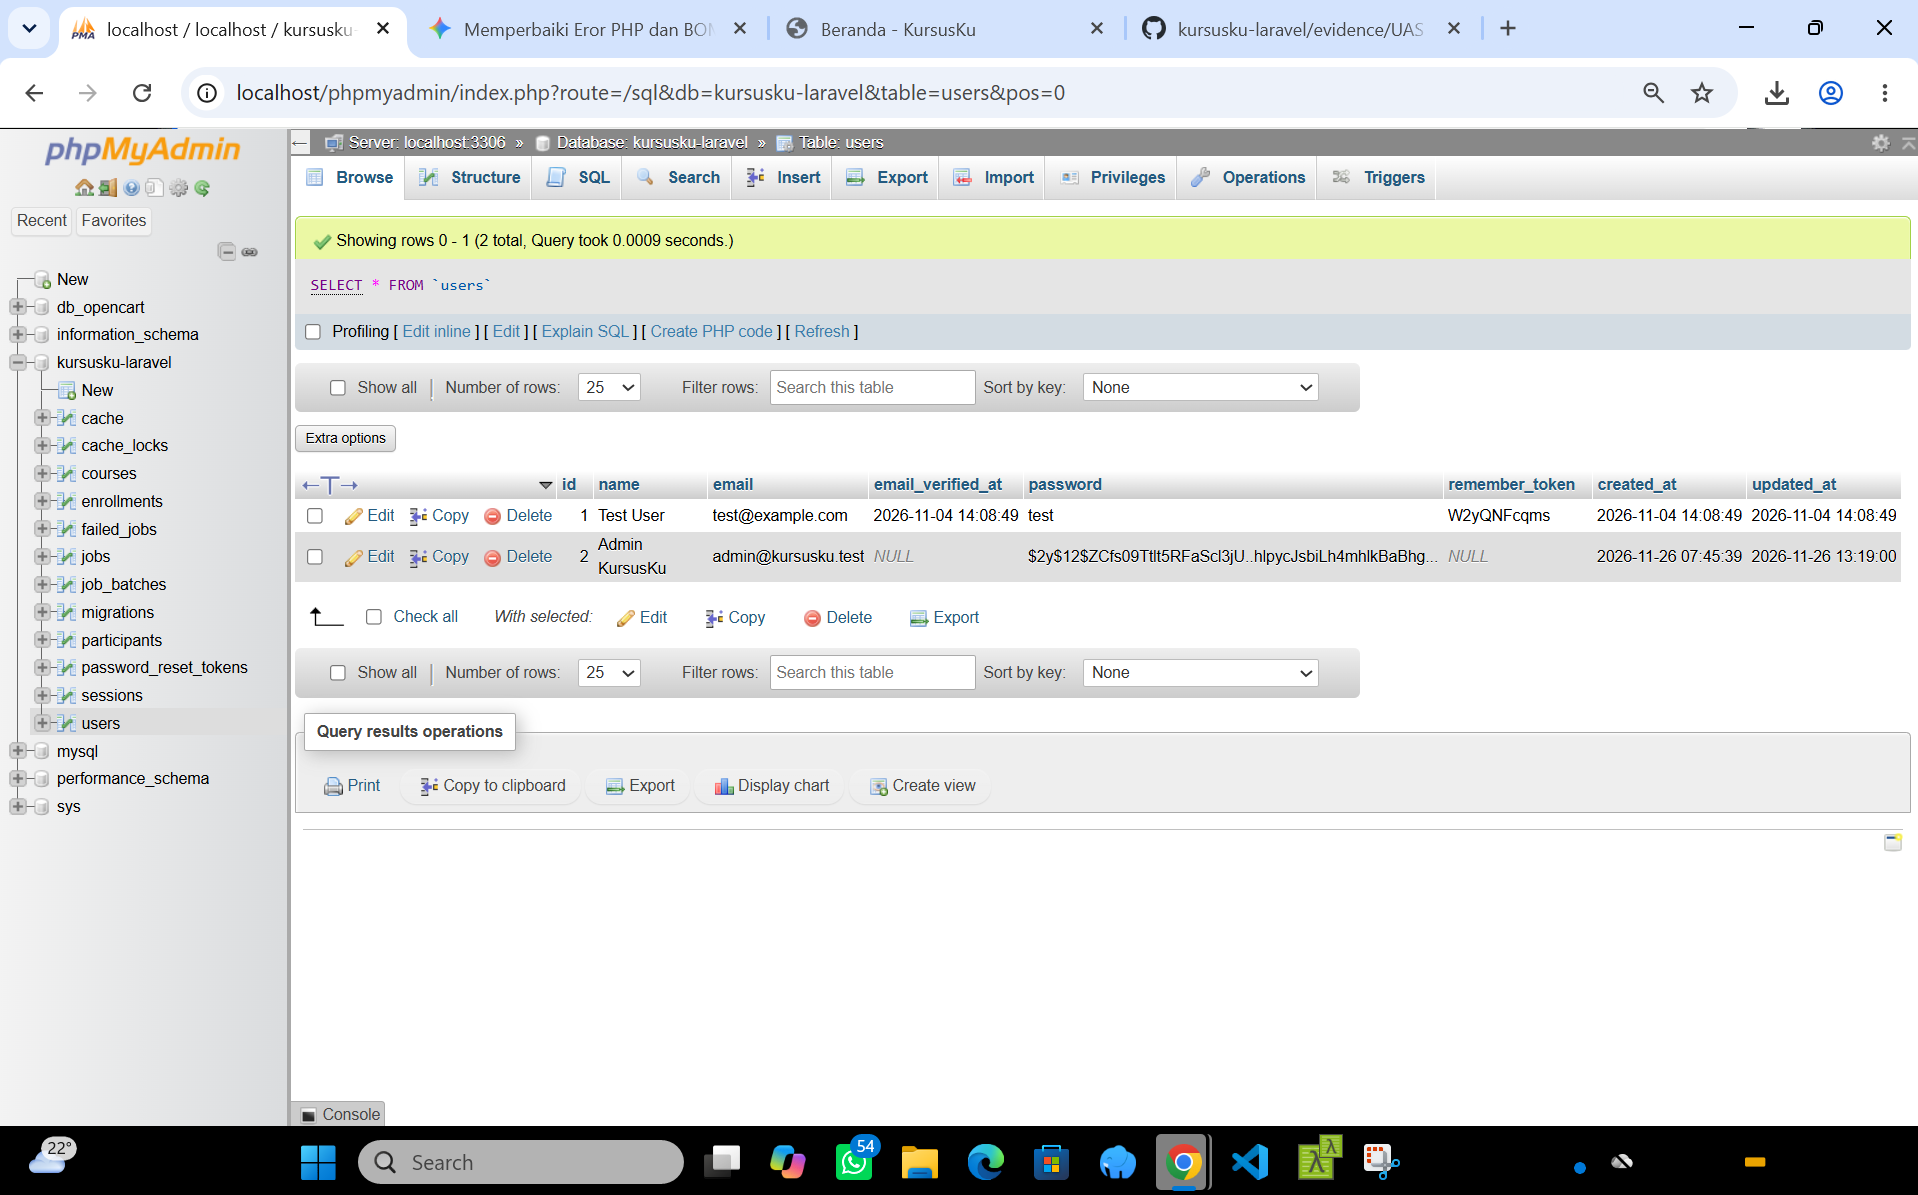 localhost / localhost / kursusku-
Memperbaiki Eror PHP dan BOM
Beranda - KursusKu
kursusku-laravel/evidence/UAS
localhost/phpmyadmin/index.php?route=/sql&db=kursusku-laravel&table=users&pos=0
phpMyAdmin
Recent Favorites
New
db_opencart
information_schema
kursusku-laravel
New
cache
cache_locks
courses
enrollments
failed_jobs
jobs
job_batches
migrations
participants
password_reset_tokens
sessions
users
mysql
performance_schema
sys
Server: localhost:3306 » Database: kursusku-laravel » Table: users
Browse Structure SQL Search Insert Export Import Privileges Operations Triggers
Showing rows 0 - 1 (2 total, Query took 0.0009 seconds.)
SELECT * FROM `users`
Profiling [ Edit inline ] [ Edit ] [ Explain SQL ] [ Create PHP code ] [ Refresh ]
Show all | Number of rows: 25 Filter rows: Search this table Sort by key: None
Extra options
←T→ id name email email_verified_at password remember_token created_at updated_at
Edit Copy Delete 1 Test User test@example.com 2026-11-04 14:08:49 test W2yQNFcqms 2026-11-04 14:08:49 2026-11-04 14:08:49
Edit Copy Delete 2 Admin KursusKu admin@kursusku.test NULL $2y$12$ZCfs09Ttlt5RFaScl3jU..hlpycJsbiLh4mhlkBaBhg... NULL 2026-11-26 07:45:39 2026-11-26 13:19:00
Check all With selected: Edit Copy Delete Export
Show all | Number of rows: 25 Filter rows: Search this table Sort by key: None
Query results operations
Print Copy to clipboard Export Display chart Create view
Console
22°
Search
54